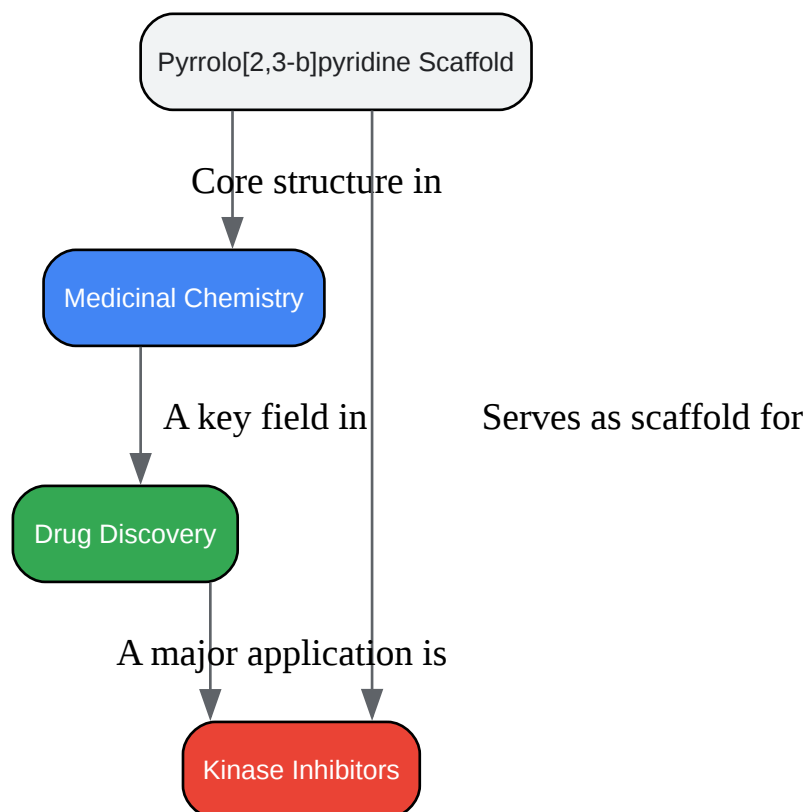 Pyrrolo[2,3-b]pyridine Scaffold
Core structure in
Medicinal Chemistry
A key field in
Serves as scaffold for
Drug Discovery
A major application is
Kinase Inhibitors